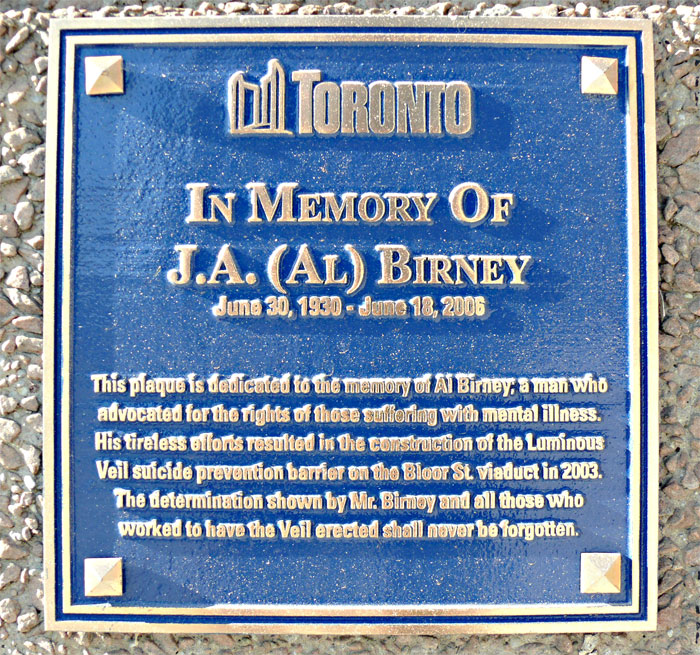 TORONTO
IN MEMORY OF
J.A. (AL) BIRNEY
June 30, 1930 - June 18, 2006
This plaque is dedicated to the memory of Al Birney; a man who
advocated for the rights of those suffering with mental illness.
His tireless efforts resulted in the construction of the Luminous
Veil suicide prevention barrier on the Bloor St. viaduct in 2003.
The determination shown by Mr. Birney and all those who
worked to have the Veil erected shall never be forgotten.